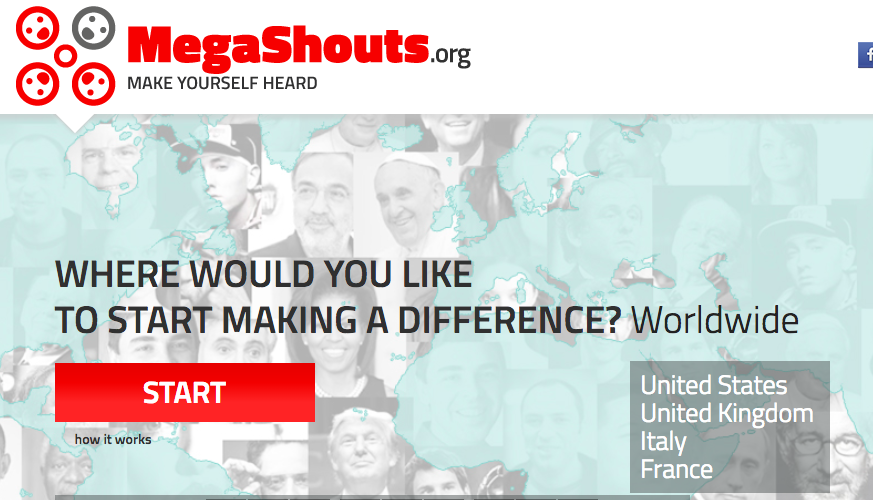 MegaShouts.org
MAKE YOURSELF HEARD
f
WHERE WOULD YOU LIKE
TO START MAKING A DIFFERENCE? Worldwide
START
how it works
United States
United Kingdom
Italy
France